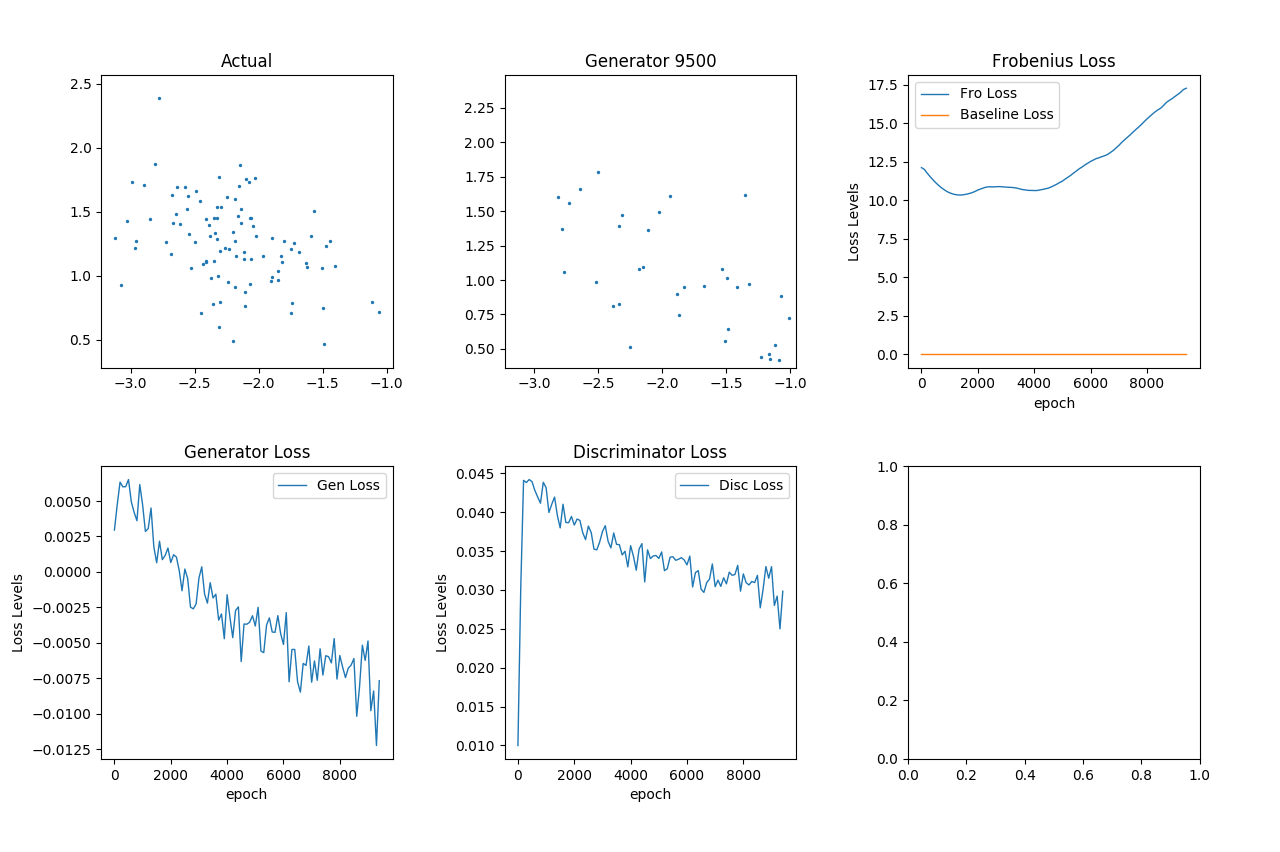 Actual
2.5
2.0
1.5
1.0
0.5
−3.0 −2.5 −2.0 −1.5 −1.0
Generator 9500
2.25
2.00
1.75
1.50
1.25
1.00
0.75
0.50
−3.0 −2.5 −2.0 −1.5 −1.0
Frobenius Loss
Fro Loss
Baseline Loss
Loss Levels
17.5
15.0
12.5
10.0
7.5
5.0
2.5
0.0
0 2000 4000 6000 8000
epoch
Generator Loss
Gen Loss
Loss Levels
0.0050
0.0025
0.0000
−0.0025
−0.0050
−0.0075
−0.0100
−0.0125
0 2000 4000 6000 8000
epoch
Discriminator Loss
Disc Loss
Loss Levels
0.045
0.040
0.035
0.030
0.025
0.020
0.015
0.010
0 2000 4000 6000 8000
epoch
1.0
0.8
0.6
0.4
0.2
0.0
0.0 0.2 0.4 0.6 0.8 1.0